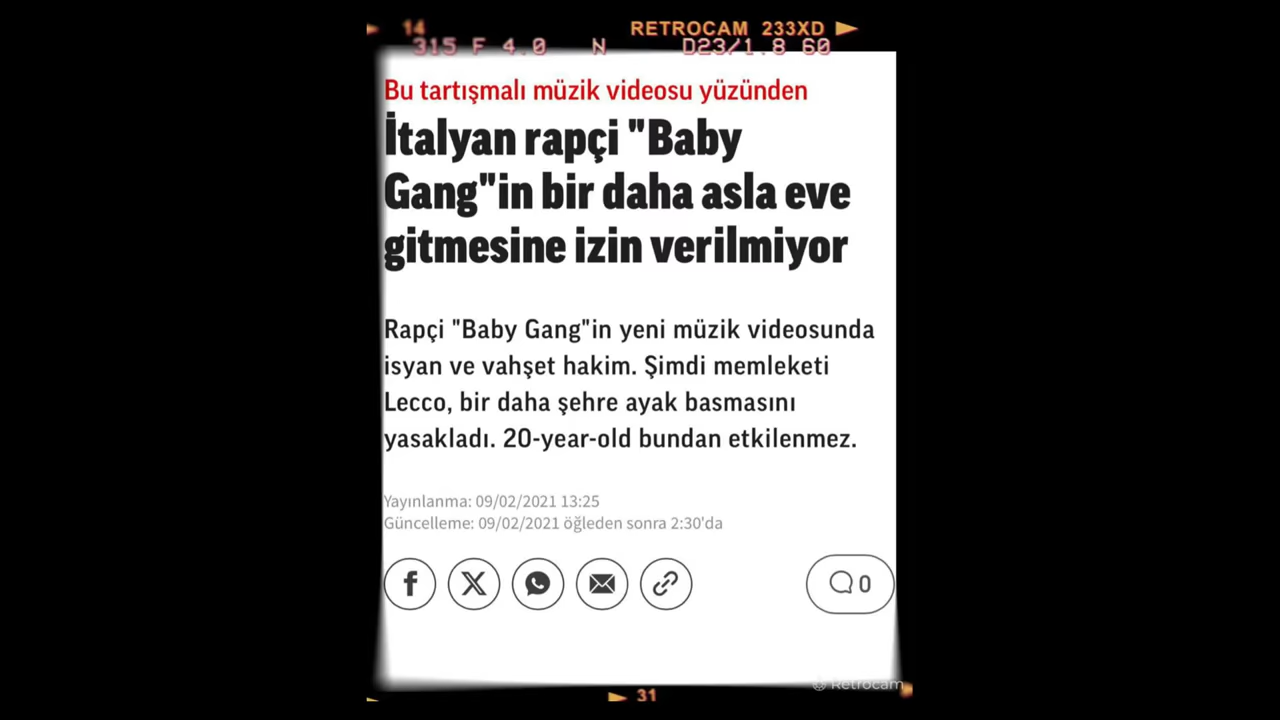 14
RETROCAM 233XD
315 F 4.0 N D23/1.8 60
Bu tartışmalı müzik videosu yüzünden
İtalyan rapçi "Baby
Gang"in bir daha asla eve
gitmesine izin verilmiyor
Rapçi "Baby Gang"in yeni müzik videosunda
isyan ve vahşet hakim. Şimdi memleketi
Lecco, bir daha şehre ayak basmasını
yasakladı. 20-year-old bundan etkilenmez.
Yayınlanma: 09/02/2021 13:25
Güncelleme: 09/02/2021 öğleden sonra 2:30'da
0
Retrocam
31